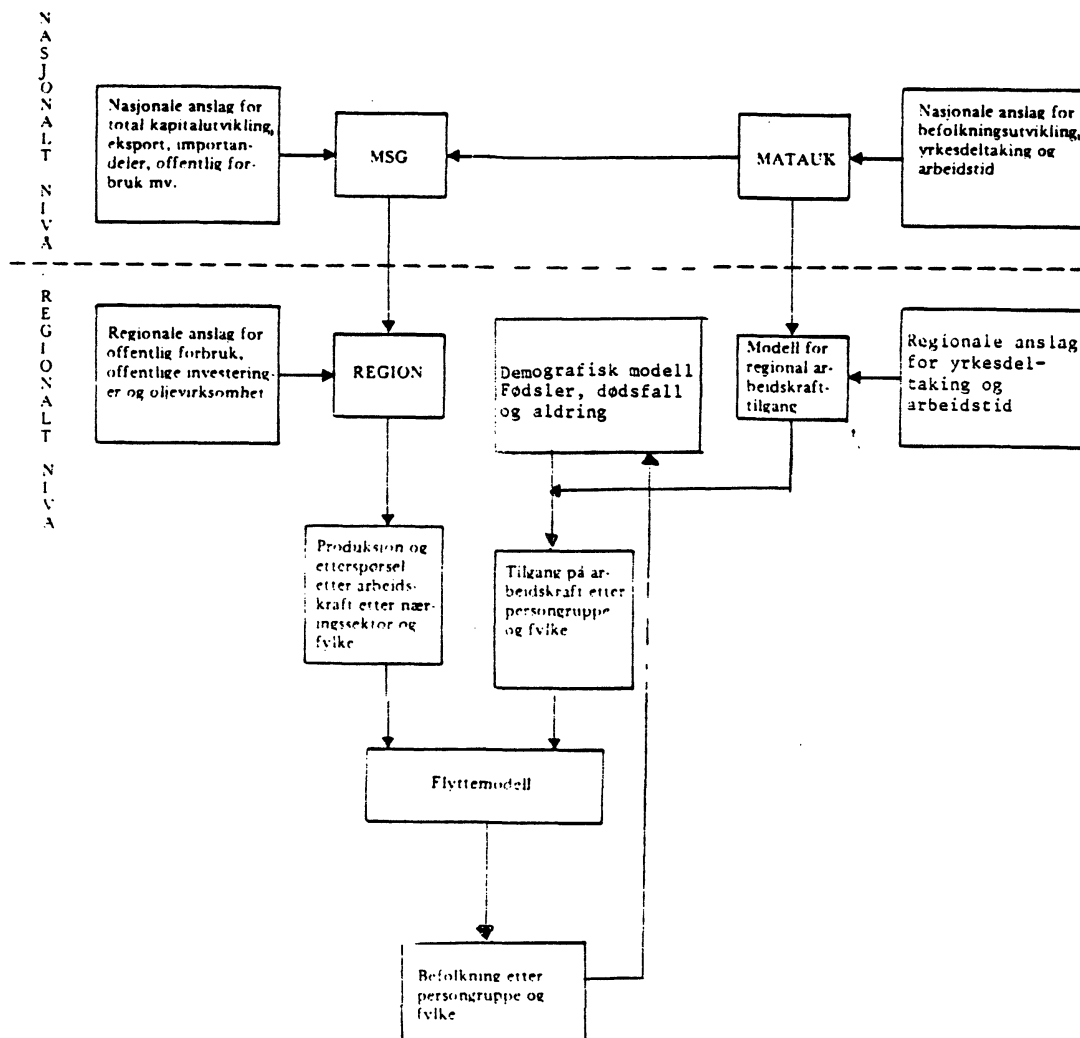 NASJONALT NIVÅ
Nasjonale anslag for
total kapitalutvikling,
eksport, importan-
deler, offentlig for-
bruk mv.
MSG
MATAUK
Nasjonale anslag for
befolkningsutvikling,
yrkesdeltaking og
arbeidstid
REGIONALT NIVÅ
Regionale anslag for
offentlig forbruk,
offentlige investering-
er og oljevirksomhet
REGION
Demografisk modell
Fødsler, dødsfall
og aldring
Modell for
regional ar-
beidskraft-
tilgang
Regionale anslag
for yrkesdel-
taking og
arbeidstid
Produksjon og
etterspørsel
etter arbeids-
kraft etter nær-
ingssektor og
fylke
Tilgang på ar-
beidskraft etter
persongruppe
og fylke
Flyttemodell
Befolkning etter
persongruppe og
fylke